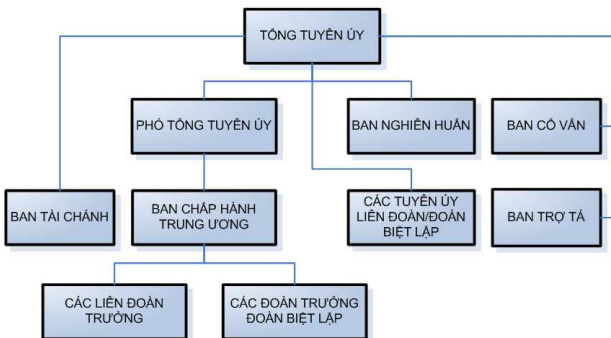 TỔNG TUYÊN ÚY
PHÓ TỔNG TUYÊN ÚY
BAN NGHIÊN HUẤN
BAN CỐ VẤN
BAN TÀI CHÁNH
BAN CHẤP HÀNH
TRUNG ƯƠNG
CÁC TUYÊN ÚY
LIÊN ĐOÀN/ĐOÀN
BIỆT LẬP
BAN TRỢ TÁ
CÁC LIÊN ĐOÀN
TRƯỞNG
CÁC ĐOÀN TRƯỞNG
ĐOÀN BIỆT LẬP